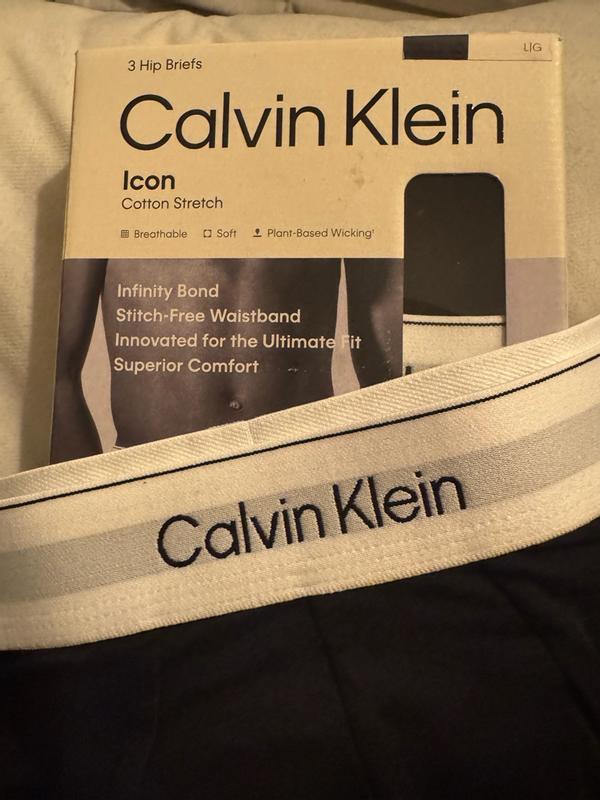 3 Hip Briefs
L|G
Calvin Klein
Icon
Cotton Stretch
Breathable Soft Plant-Based Wicking¹
Infinity Bond
Stitch-Free Waistband
Innovated for the Ultimate Fit
Superior Comfort
Calvin Klein